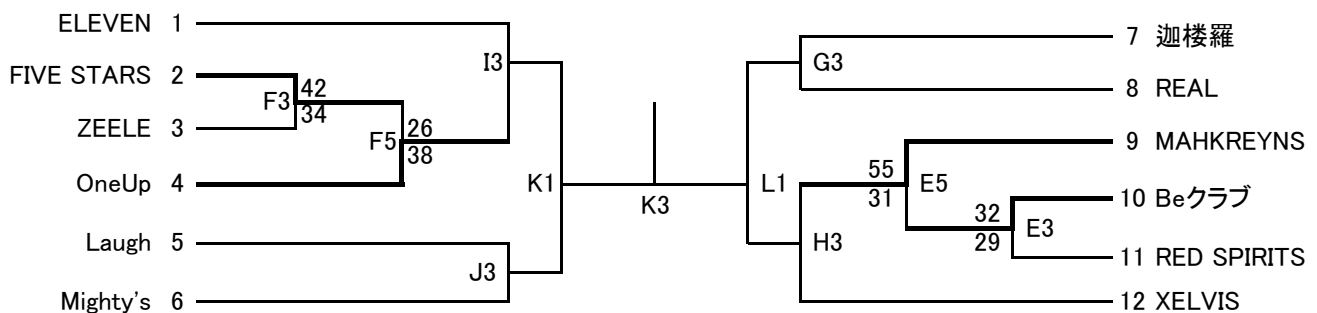 ELEVEN 1
I3
FIVE STARS 2
F3
42
34
ZEELE 3
F5
26
38
OneUp 4
K1
Laugh 5
J3
Mighty's 6
K3
7 迦楼羅
G3
8 REAL
9 MAHKREYNS
55
31
E5
L1
10 Beクラブ
32
29
E3
H3
11 RED SPIRITS
12 XELVIS